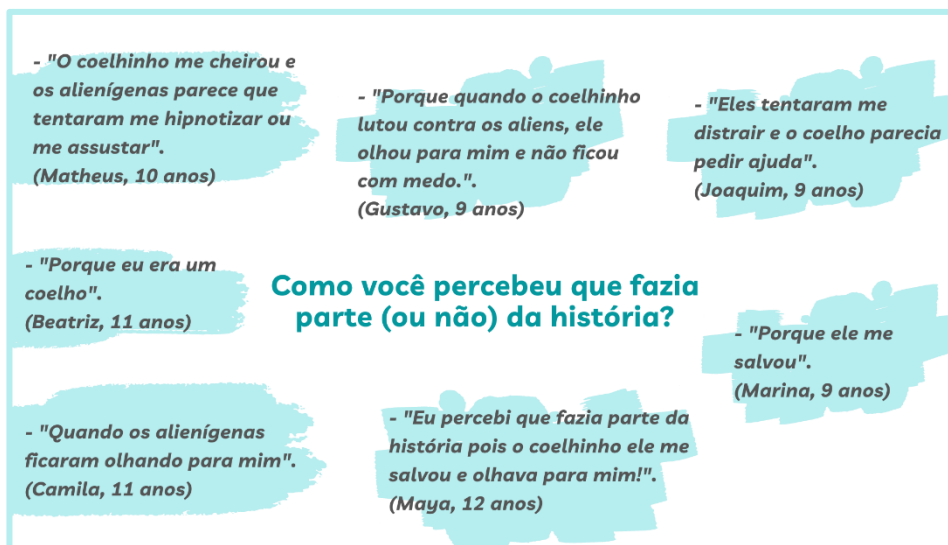 - "O coelhinho me cheirou e
os alienígenas parece que
tentaram me hipnotizar ou
me assustar".
(Matheus, 10 anos)
- "Porque quando o coelhinho
lutou contra os aliens, ele
olhou para mim e não ficou
com medo.".
(Gustavo, 9 anos)
- "Eles tentaram me
distrair e o coelho parecia
pedir ajuda".
(Joaquim, 9 anos)
- "Porque eu era um
coelho".
(Beatriz, 11 anos)
Como você percebeu que fazia
parte (ou não) da história?
- "Porque ele me
salvou".
(Marina, 9 anos)
- "Quando os alienígenas
ficaram olhando para mim".
(Camila, 11 anos)
- "Eu percebi que fazia parte da
história pois o coelhinho ele me
salvou e olhava para mim!".
(Maya, 12 anos)